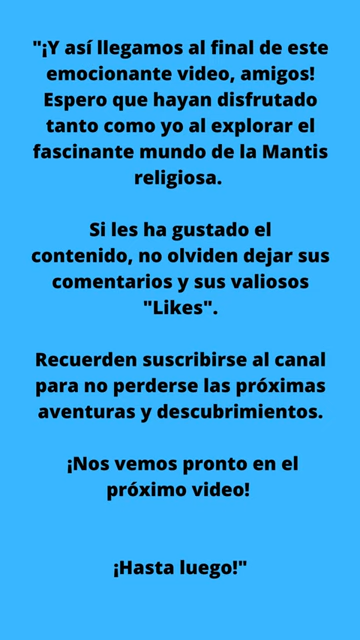 "¡Y así llegamos al final de este
emocionante video, amigos!
Espero que hayan disfrutado
tanto como yo al explorar el
fascinante mundo de la Mantis
religiosa.
Si les ha gustado el
contenido, no olviden dejar sus
comentarios y sus valiosos
"Likes".
Recuerden suscribirse al canal
para no perderse las próximas
aventuras y descubrimientos.
¡Nos vemos pronto en el
próximo video!
¡Hasta luego!"